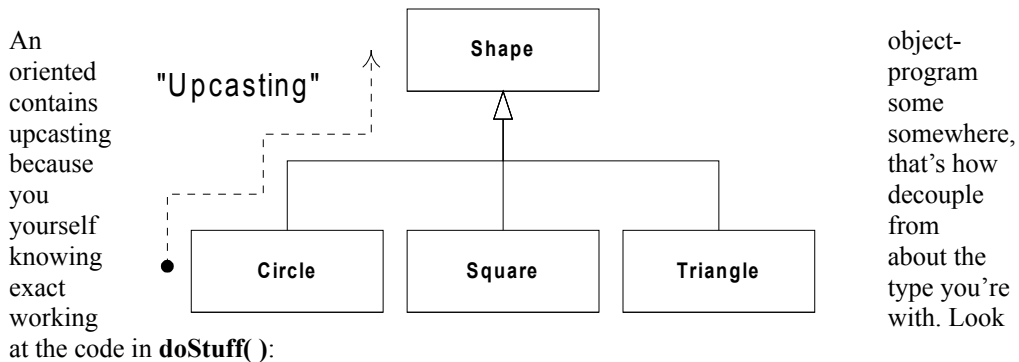 An object-
oriented program
contains some
upcasting somewhere,
because that’s how
you decouple
yourself from
knowing about the
exact type you’re
working with. Look
at the code in doStuff( ):
"Upcasting"
Shape
Circle Square Triangle